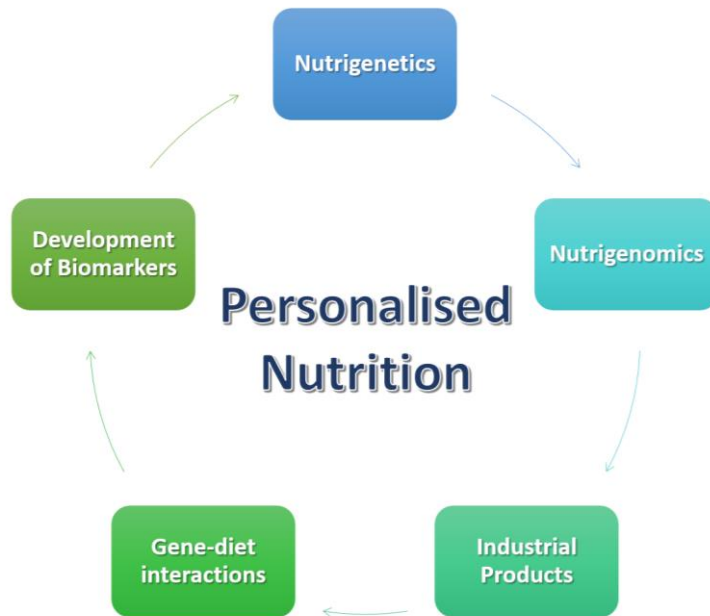 Nutrigenetics
Nutrigenomics
Industrial
Products
Gene-diet
interactions
Development
of Biomarkers
Personalised
Nutrition